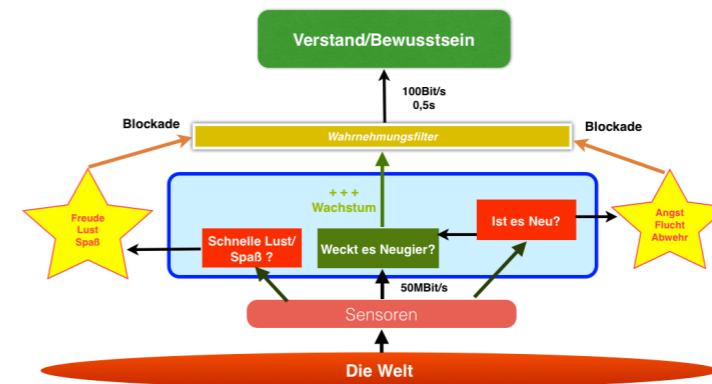 Verstand/Bewusstsein
100Bit/s
0,5s
Blockade
Blockade
Wahrnehmungsfilter
+ + +
Wachstum
Freude
Lust
Spaß
Schnelle Lust/
Spaß ?
Weckt es Neugier?
Ist es Neu?
Angst
Flucht
Abwehr
50MBit/s
Sensoren
Die Welt